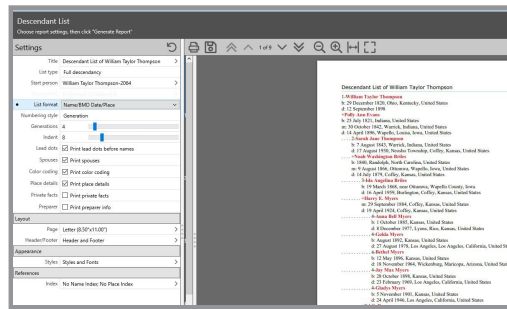 Descendant List
Choose report settings, then click "Generate Report"
Settings
1 of 9
Title Descendant List of William Taylor Thompson
List type Full descendancy
Start person William Taylor Thompson-2064
List format Name/BMD Date/Place
Numbering style Generation
Generations 4
Indent 8
Lead dots Print lead dots before names
Spouses Print spouses
Color coding Print color coding
Place details Print place details
Private facts Print private facts
Preparer Print preparer info
Layout
Page Letter (8.50"x11.00")
Header/Footer Header and Footer
Appearance
Styles Styles and Fonts
References
Index No Name Index; No Place Index
Descendant List of William Taylor Thompson
1-William Taylor Thompson
b: 29 December 1820, Ohio, Kentucky, United States
d: 12 September 1898
+Polly Ann Evans
b: 23 July 1821, Indiana, United States
m: 30 October 1842, Warrick, Indiana, United States
d: 14 April 1896, Wapello, Louisa, Iowa, United States
2-Sarah Jane Thompson
b: 7 August 1843, Warrick, Indiana, United States
d: 17 August 1930, Neosho Township, Coffey, Kansas, United States
+Noah Washington Briles
b: 1840, Randolph, North Carolina, United States
m: 9 August 1866, Ottumwa, Wapello, Iowa, United States
d: 14 July 1879, Coffey, Kansas, United States
3-Ida Angelina Briles
b: 19 March 1868, near Ottumwa, Wapello County, Iowa
d: 16 April 1959, Burlington, Coffey, Kansas, United States
+Harry E. Myers
m: 29 September 1884, Coffey, Kansas, United States
d: 19 April 1924, Coffey, Kansas, United States
4-Anna Bell Myers
b: 1 October 1885, Kansas, United States
d: 8 December 1977, Lyons, Rice, Kansas, United States
4-Golda Myers
b: August 1892, Kansas, United States
d: 27 August 1978, Los Angeles, Los Angeles, California, United St
4-Bethel Myers
b: 12 May 1896, Kansas, United States
d: 10 November 1964, Wickenburg, Maricopa, Arizona, United States
4-Jay Max Myers
b: 20 October 1898, Kansas, United States
d: 23 February 1969, Los Angeles, California, United States
4-Gladys Myers
b: 5 November 1901, Kansas, United States
d: 24 April 1946, Los Angeles, California, United States